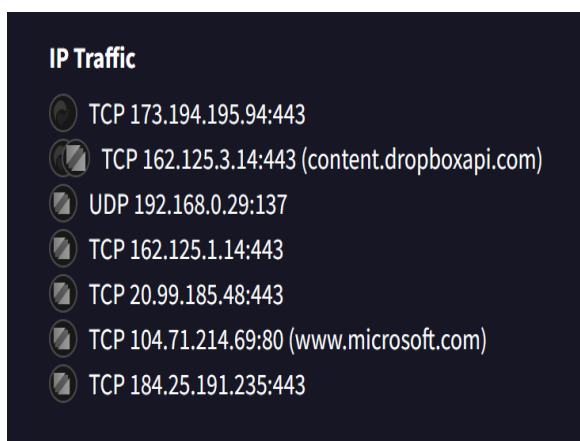 IP Traffic
TCP 173.194.195.94:443
TCP 162.125.3.14:443 (content.dropboxapi.com)
UDP 192.168.0.29:137
TCP 162.125.1.14:443
TCP 20.99.185.48:443
TCP 104.71.214.69:80 (www.microsoft.com)
TCP 184.25.191.235:443